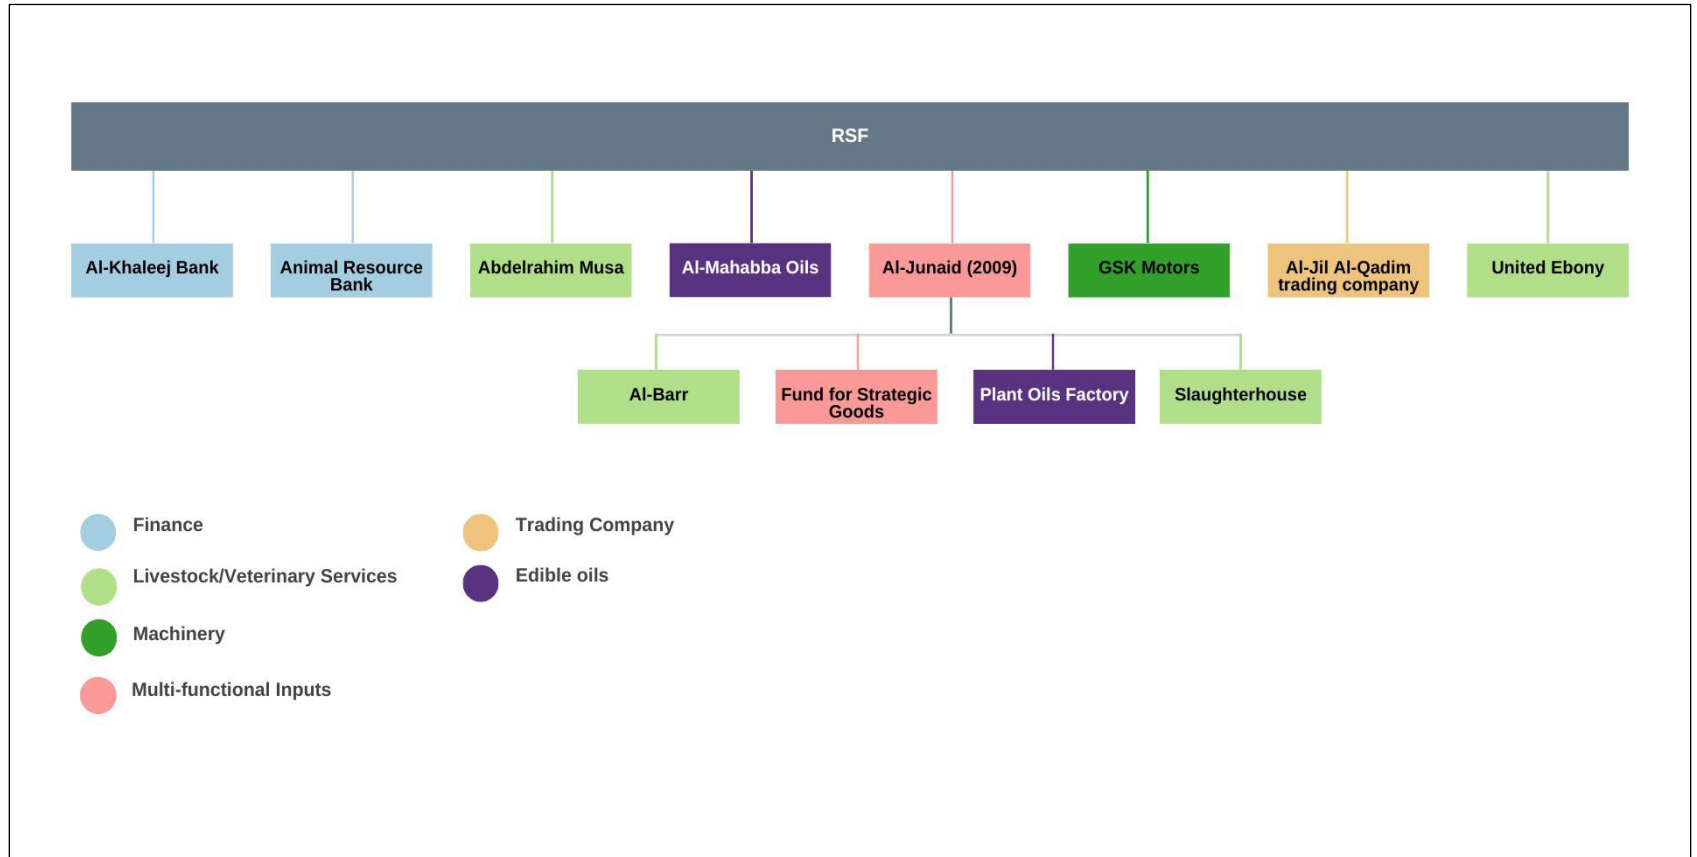 RSF
Al-Khaleej Bank
Animal Resource
Bank
Abdelrahim Musa
Al-Mahabba Oils
Al-Junaid (2009)
GSK Motors
Al-Jil Al-Qadim
trading company
United Ebony
Al-Barr
Fund for Strategic
Goods
Plant Oils Factory
Slaughterhouse
Finance
Livestock/Veterinary Services
Machinery
Multi-functional Inputs
Trading Company
Edible oils